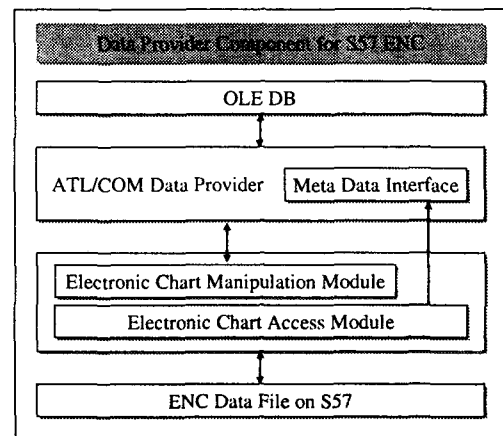 Data Provider Component for S57 ENC
OLE DB
ATL/COM Data Provider
Meta Data Interface
Electronic Chart Manipulation Module
Electronic Chart Access Module
ENC Data File on S57